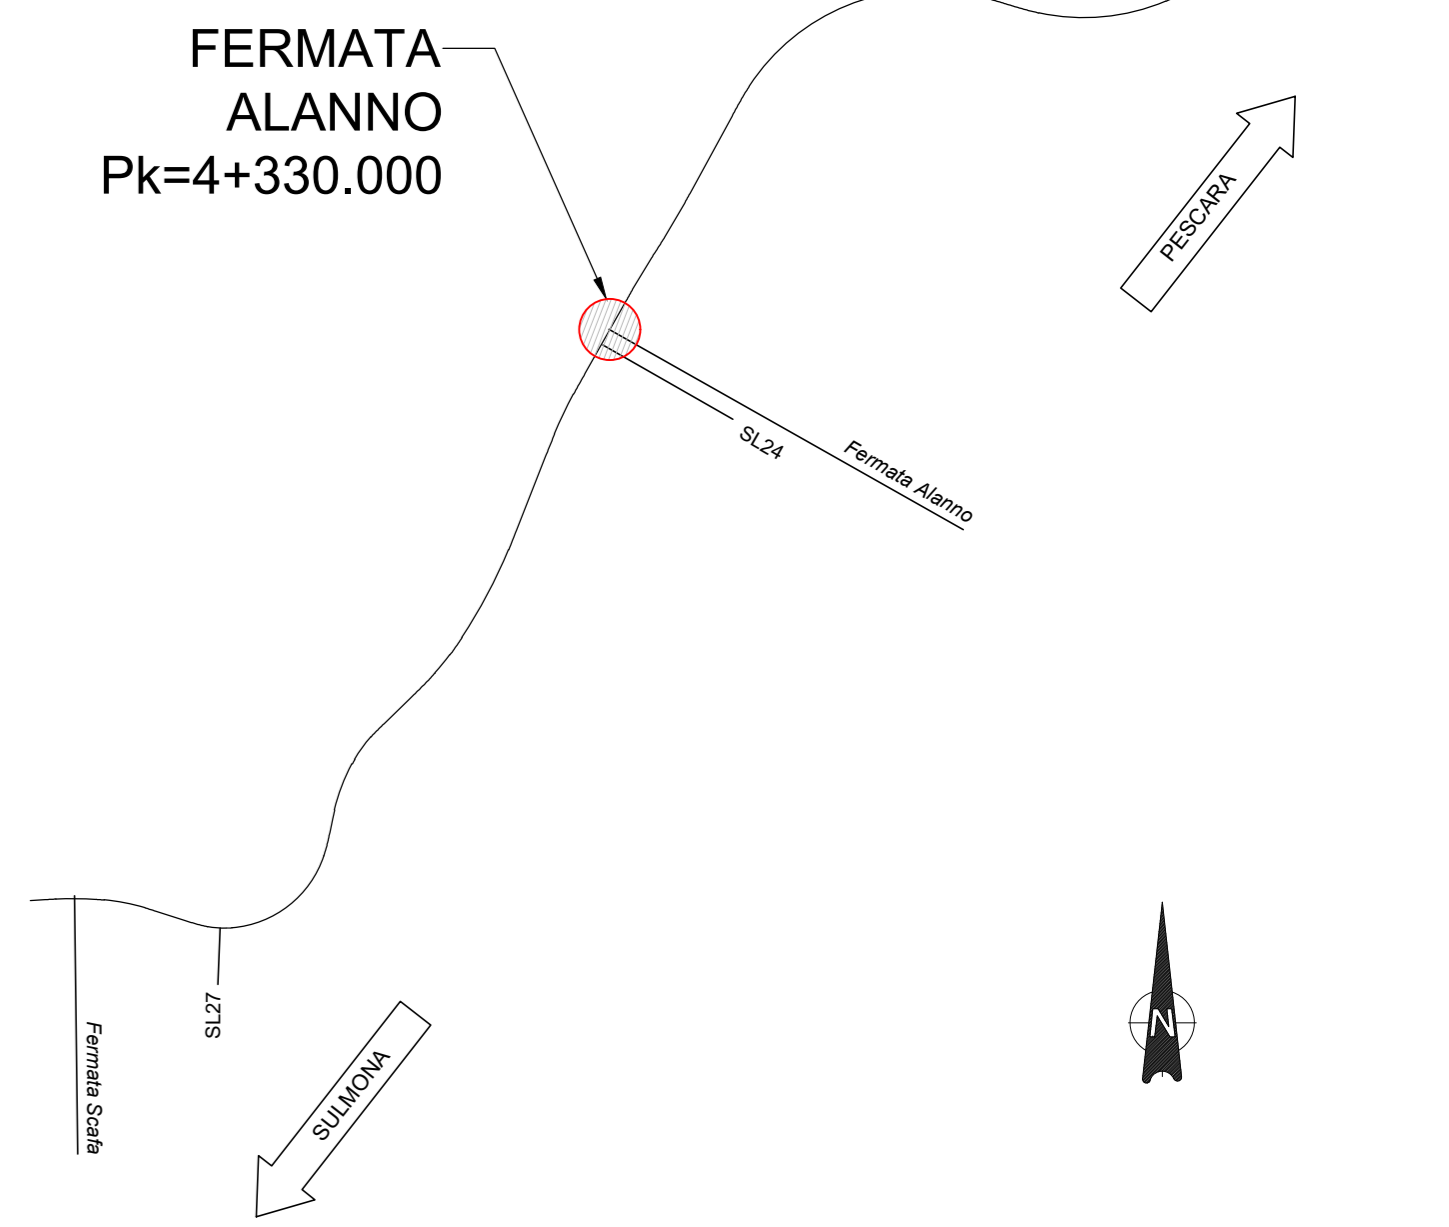 FERMATA
ALANNO
Pk=4+330.000
PESCARA
SL24
Fermata Alanno
Fermata Scafa
SL27
SULMONA
N